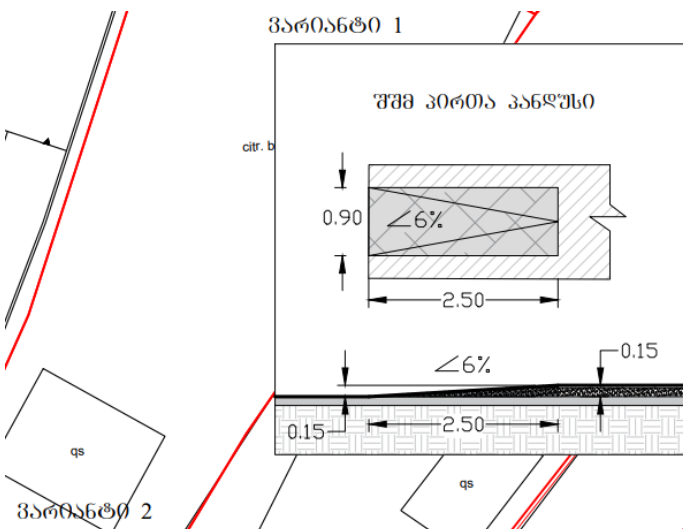 ვარიანტი 1
შშმ პირთა პანდუსი
citr. b
0.90
∠6%
2.50
∠6%
0.15
0.15
2.50
qs
qs
ვარიანტი 2